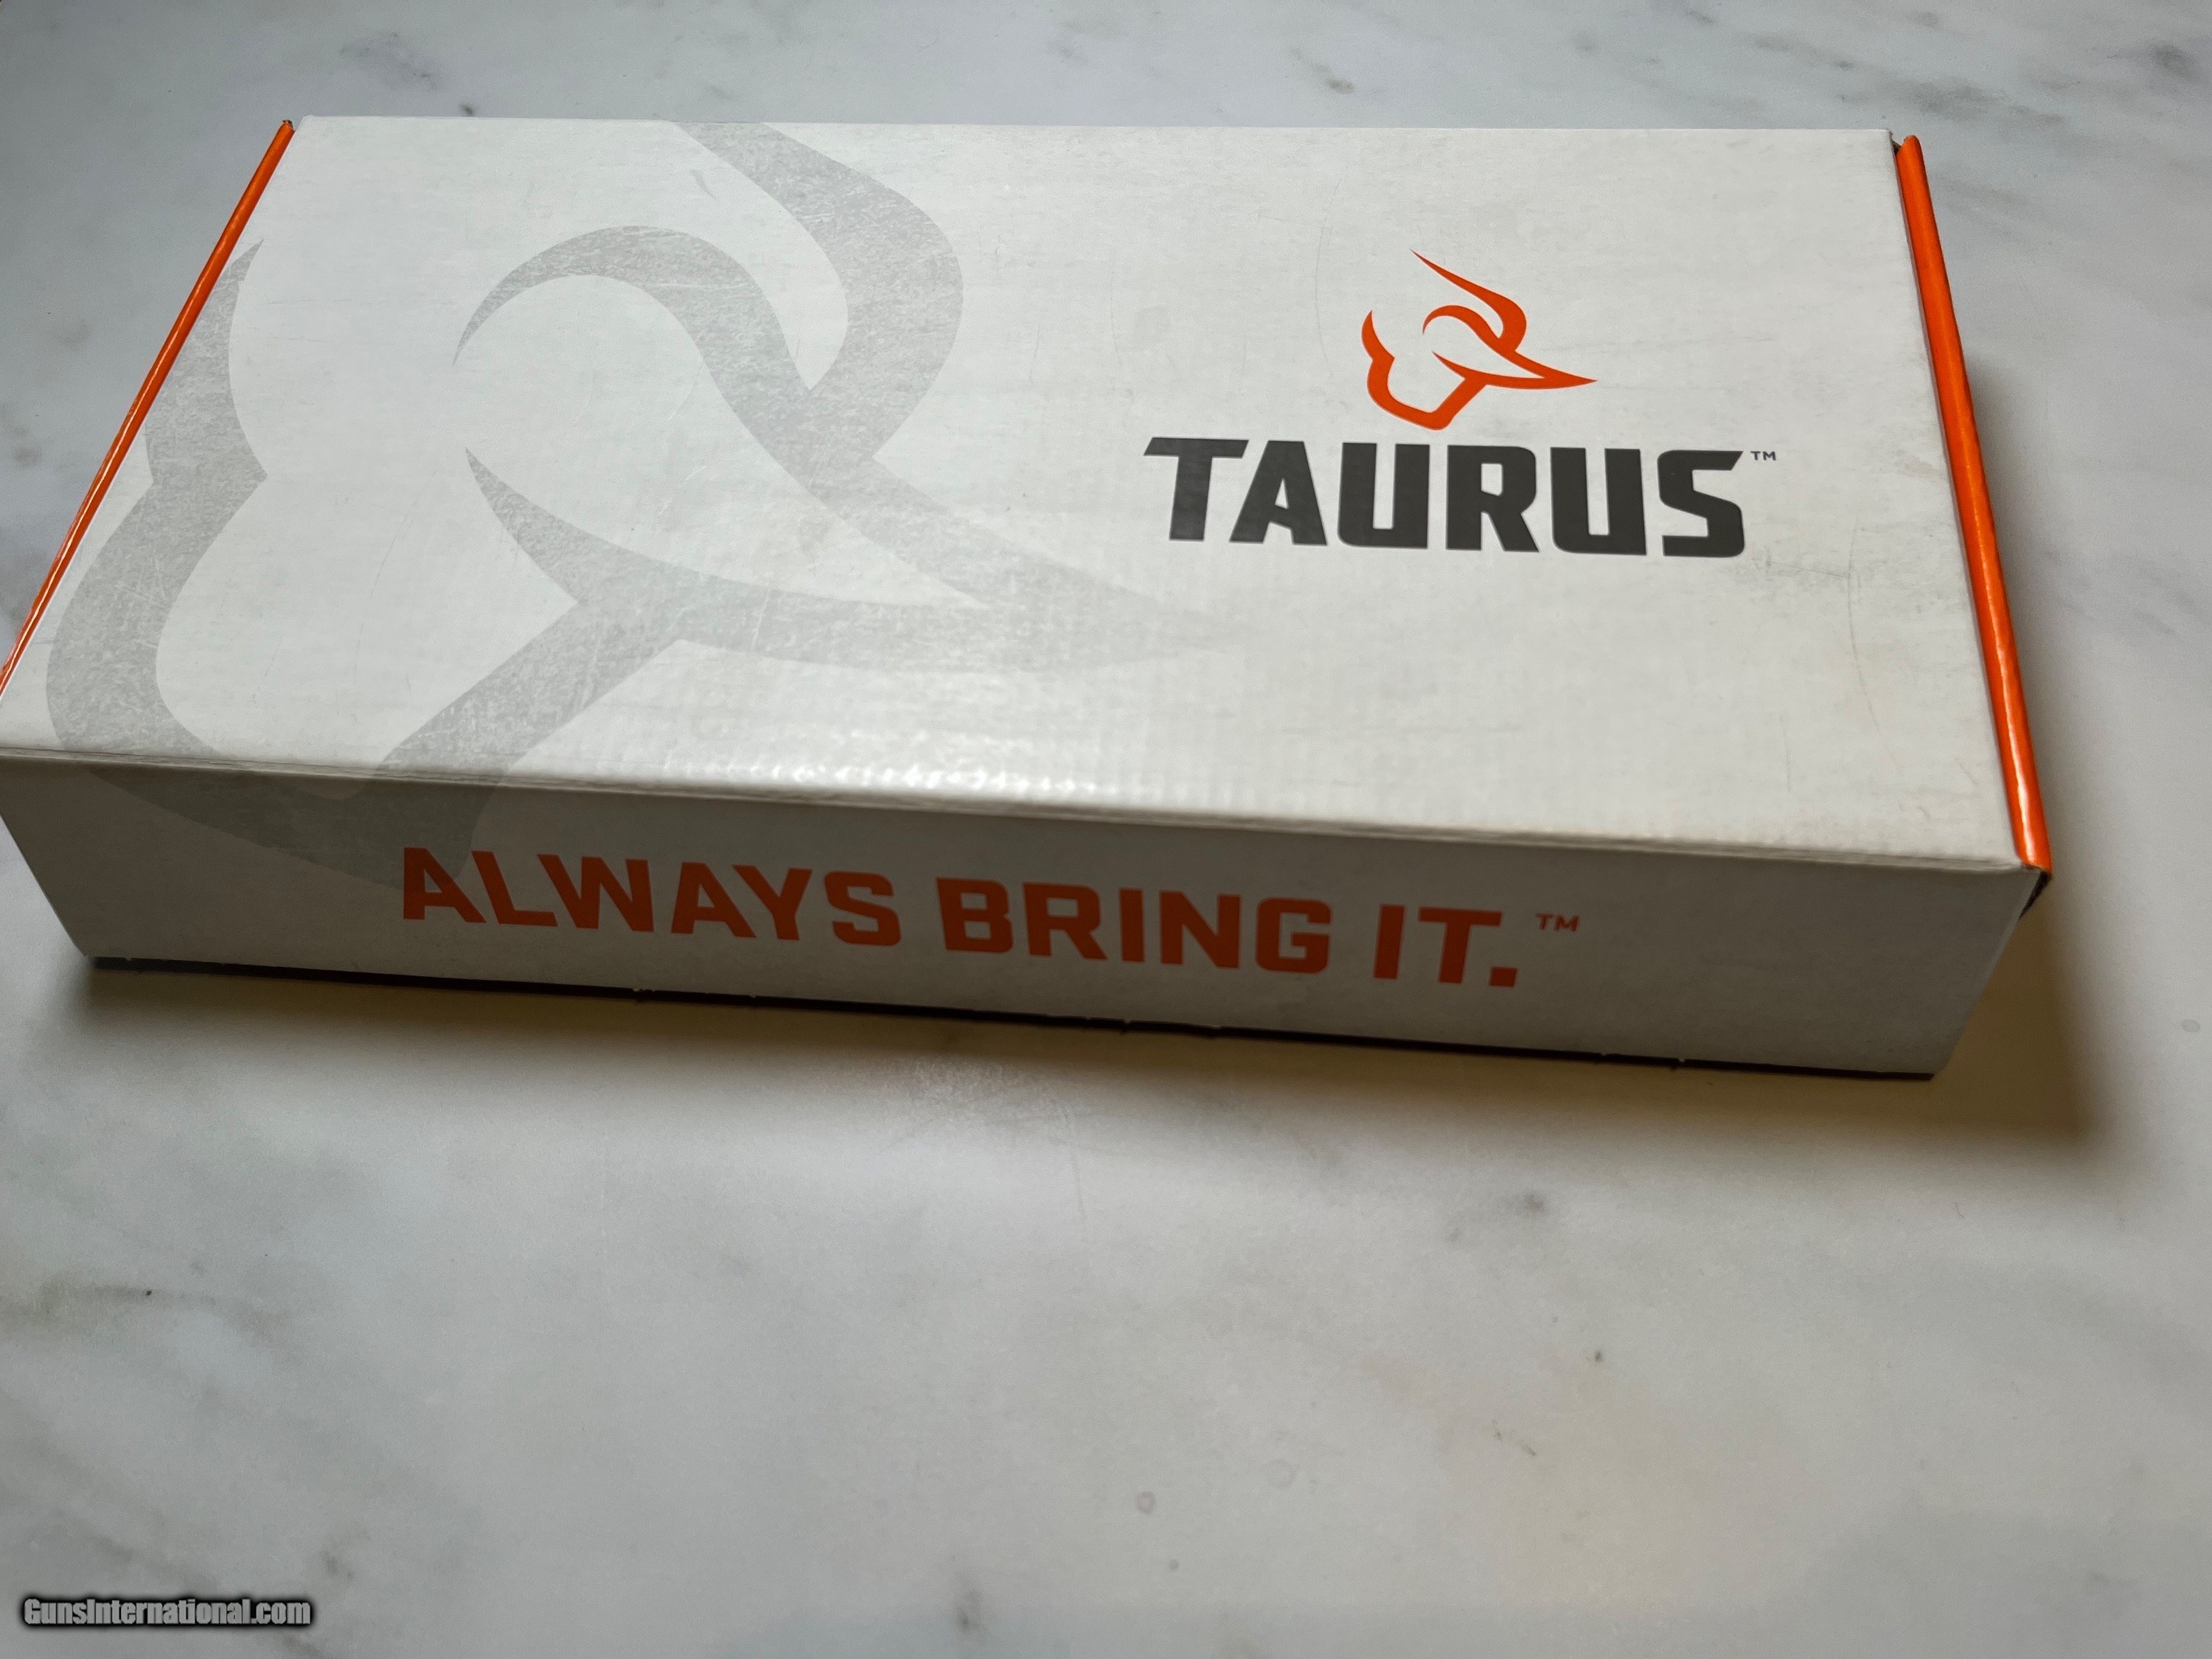 TAURUS™
ALWAYS BRING IT.™
GunsInternational.com